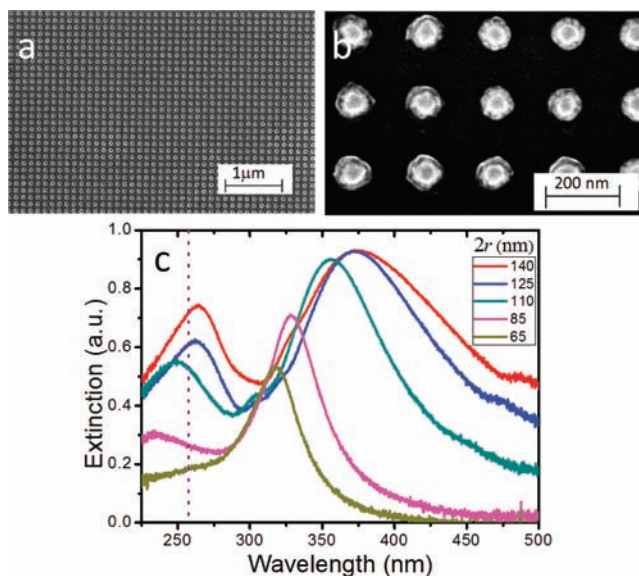 a
1μm
b
200 nm
c
2r (nm)
140
125
110
85
65
Extinction (a.u.)
1.0
0.8
0.6
0.4
0.2
0.0
250 300 350 400 450 500
Wavelength (nm)